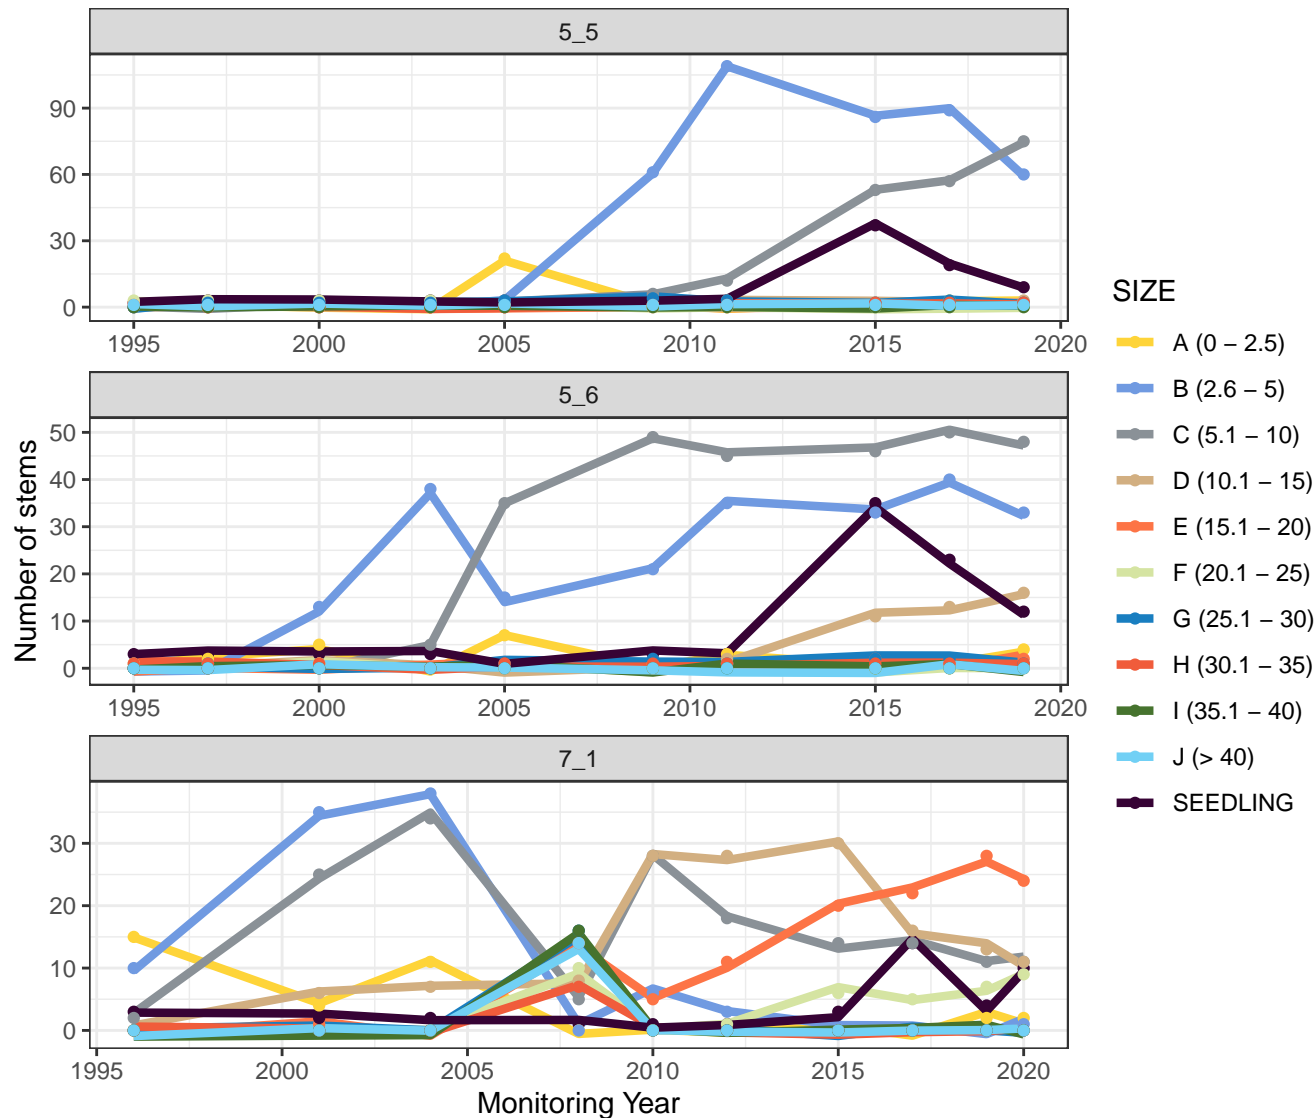 5_5
90
60
30
0
1995 2000 2005 2010 2015 2020
5_6
50
40
30
20
10
0
1995 2000 2005 2010 2015 2020
7_1
30
20
10
0
1995 2000 2005 2010 2015 2020
Monitoring Year
Number of stems
SIZE
A (0 − 2.5)
B (2.6 − 5)
C (5.1 − 10)
D (10.1 − 15)
E (15.1 − 20)
F (20.1 − 25)
G (25.1 − 30)
H (30.1 − 35)
I (35.1 − 40)
J (> 40)
SEEDLING